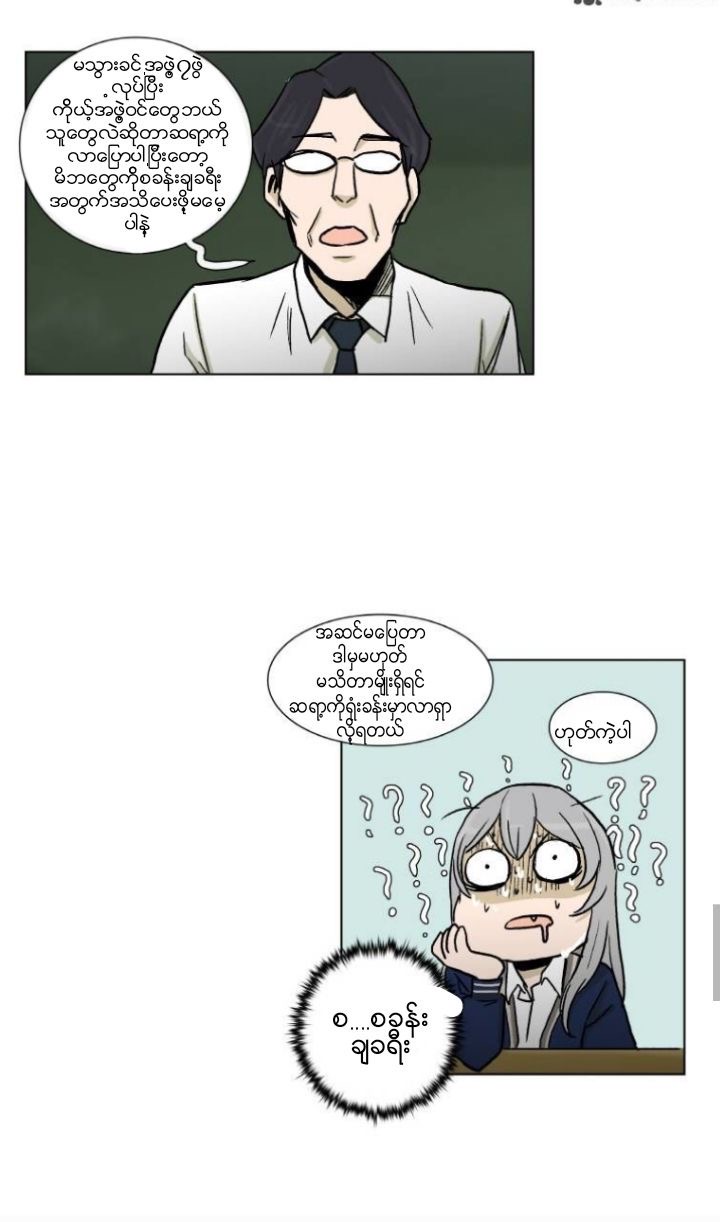 မသွားခင် အဖွဲ့၇ဖွဲ့
လုပ်ပြီး
ကိုယ့်အဖွဲ့ဝင်တွေဘယ်
သူတွေလဲဆိုတာဆရာ့ကို
လာပြောပါ ပြီးတော့
မိဘတွေကိုစခန်းချခရီး
အတွက်အသိပေးဖို့မမေ့
ပါနဲ့
အဆင်မပြေတာ
ဒါမှမဟုတ်
မသိတာမျိုးရှိရင်
ဆရာ့ကိုရုံးခန်းမှာလာရှာ
လို့ရတယ်
ဟုတ်ကဲ့ပါ
စ....စခန်း
ချခရီး